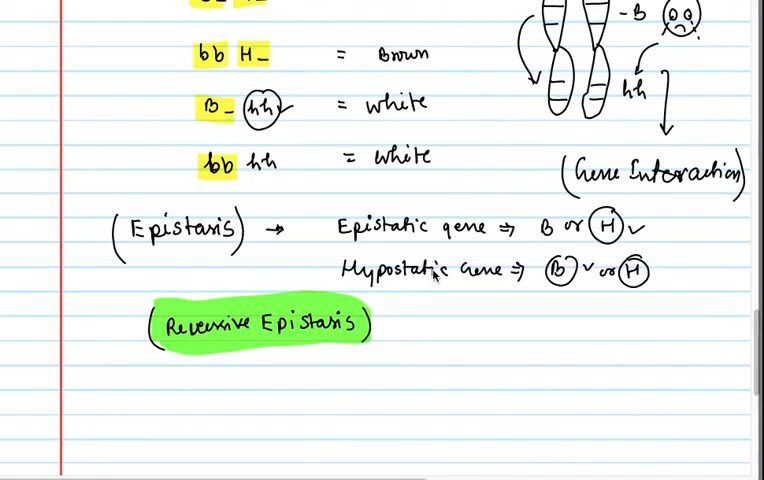 bb H_ = Brown
B_ hh = white
bb hh = white
- B
hh
(Gene Interaction)
(Epistasis) → Epistatic gene ⇒ B or H ✓
Hypostatic Gene ⇒ B ✓ or H
(Recessive Epistasis)